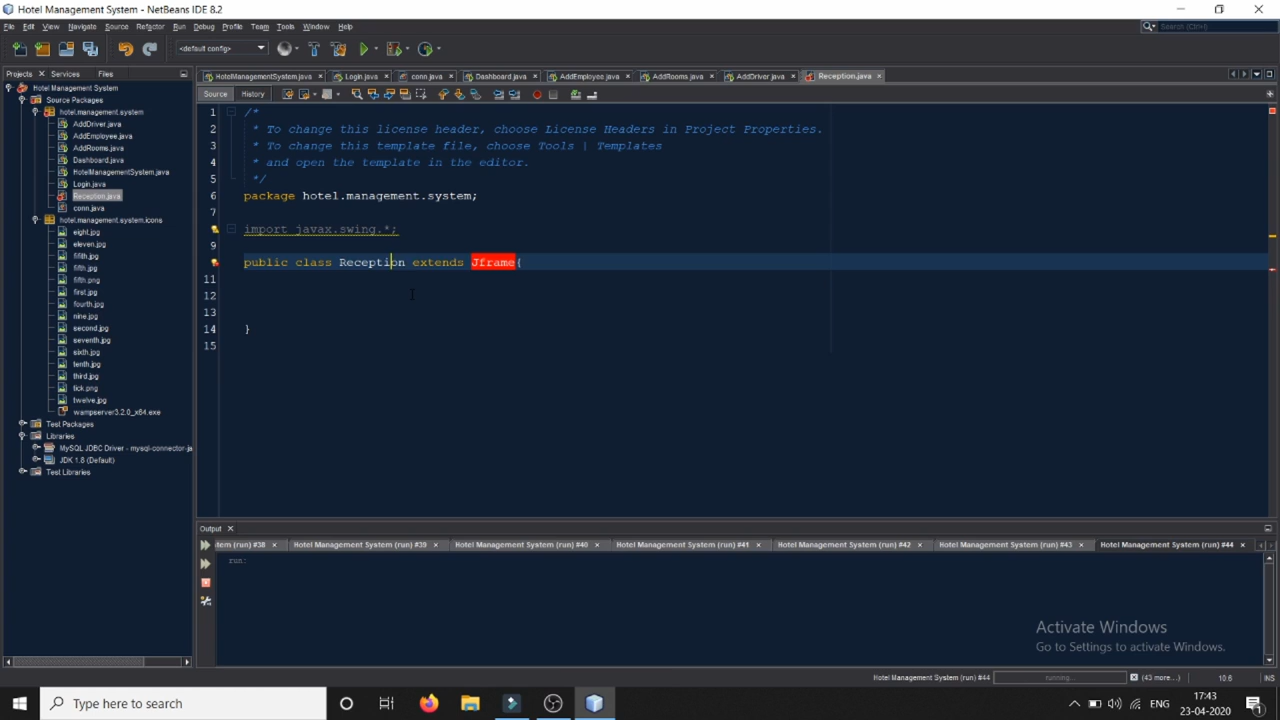 Hotel Management System - NetBeans IDE 8.2
File Edit View Navigate Source Refactor Run Debug Profile Team Tools Window Help
Search (Ctrl+I)
<default config>
Projects Services Files
HotelManagementSystem.java Login.java conn.java Dashboard.java AddEmployee.java AddRooms.java AddDriver.java Reception.java
Source History
Hotel Management System
Source Packages
hotel.management.system
AddDriver.java
AddEmployee.java
AddRooms.java
Dashboard.java
HotelManagementSystem.java
Login.java
Reception.java
conn.java
hotel.management.system.icons
eight.jpg
eleven.jpg
fifth.jpg
fifth.png
first.jpg
fourth.jpg
nine.jpg
second.jpg
seventh.jpg
sixth.jpg
tenth.jpg
third.jpg
tick.png
twelve.jpg
wampserver3.2.0_x64.exe
Test Packages
Libraries
MySQL JDBC Driver - mysql-connector-ja
JDK 1.8 (Default)
Test Libraries
1 /*
2 * To change this license header, choose License Headers in Project Properties.
3 * To change this template file, choose Tools | Templates
4 * and open the template in the editor.
5 */
6 package hotel.management.system;
7
import javax.swing.*;
9
public class Reception extends Jframe{
11
12
13
14 }
15
Output
stem (run) #38 Hotel Management System (run) #39 Hotel Management System (run) #40 Hotel Management System (run) #41 Hotel Management System (run) #42 Hotel Management System (run) #43 Hotel Management System (run) #44
run:
Activate Windows
Go to Settings to activate Windows.
Hotel Management System (run) #44 running... (43 more...) 10:6 INS
Type here to search
ENG
17:43
23-04-2020
1